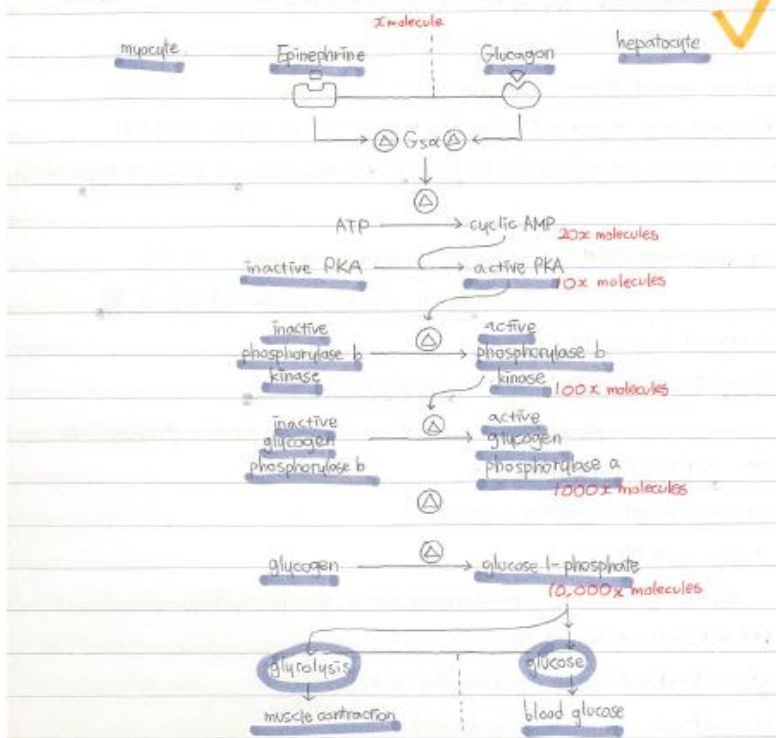 x molecule
myocyte Epinephrine Glucagon hepatocyte
Gsα
ATP cyclic AMP 20x molecules
inactive PKA active PKA 10x molecules
inactive active
phosphorylase b phosphorylase b
kinase kinase 100x molecules
inactive active
glycogen glycogen
phosphorylase b phosphorylase a
1000x molecules
glycogen glucose 1-phosphate
10,000x molecules
glycolysis glucose
muscle contraction blood glucose